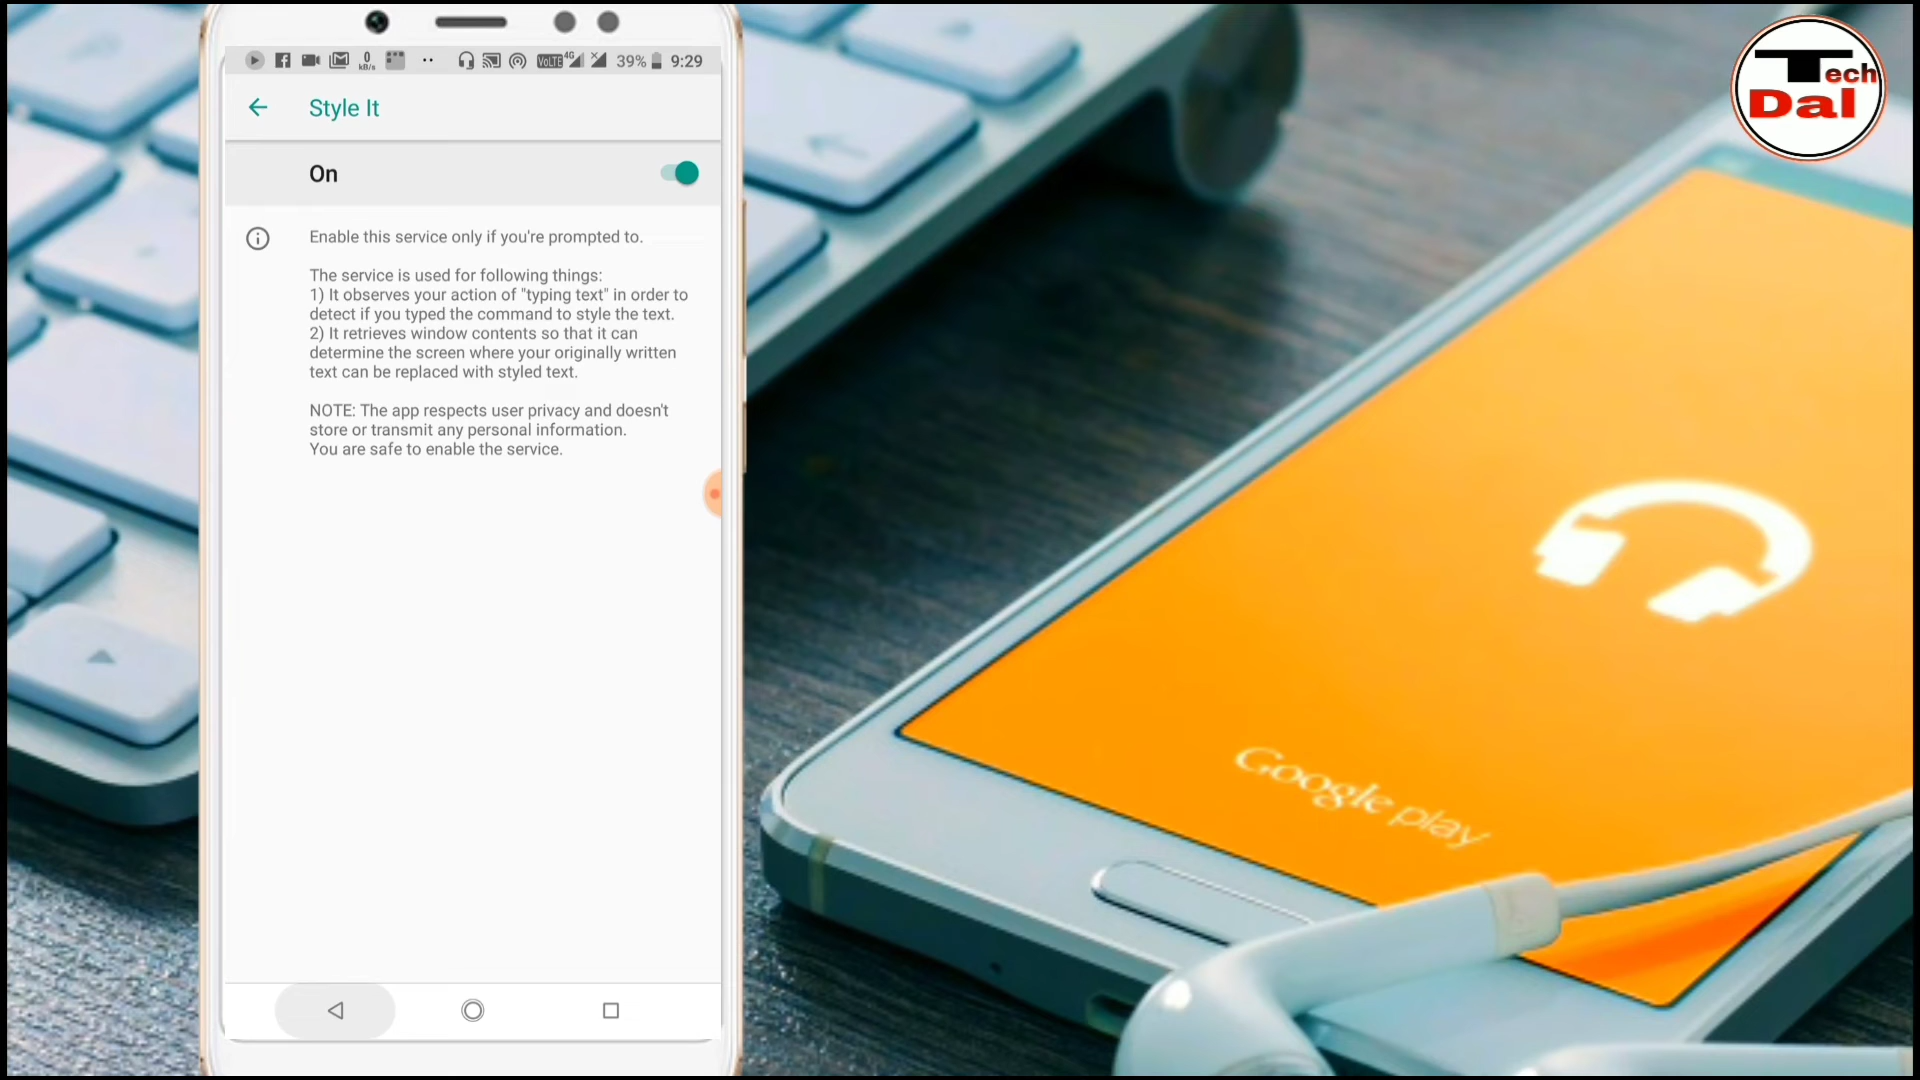 0
kB/s
VoLTE
4G
39%
9:29
Style It
On
Enable this service only if you're prompted to.
The service is used for following things:
1) It observes your action of "typing text" in order to
detect if you typed the command to style the text.
2) It retrieves window contents so that it can
determine the screen where your originally written
text can be replaced with styled text.
NOTE: The app respects user privacy and doesn't
store or transmit any personal information.
You are safe to enable the service.
Tech
Dal
Google play